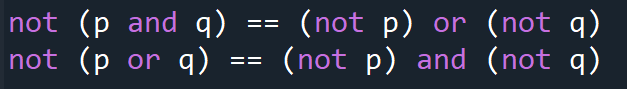 not (p and q) == (not p) or (not q)
not (p or q) == (not p) and (not q)